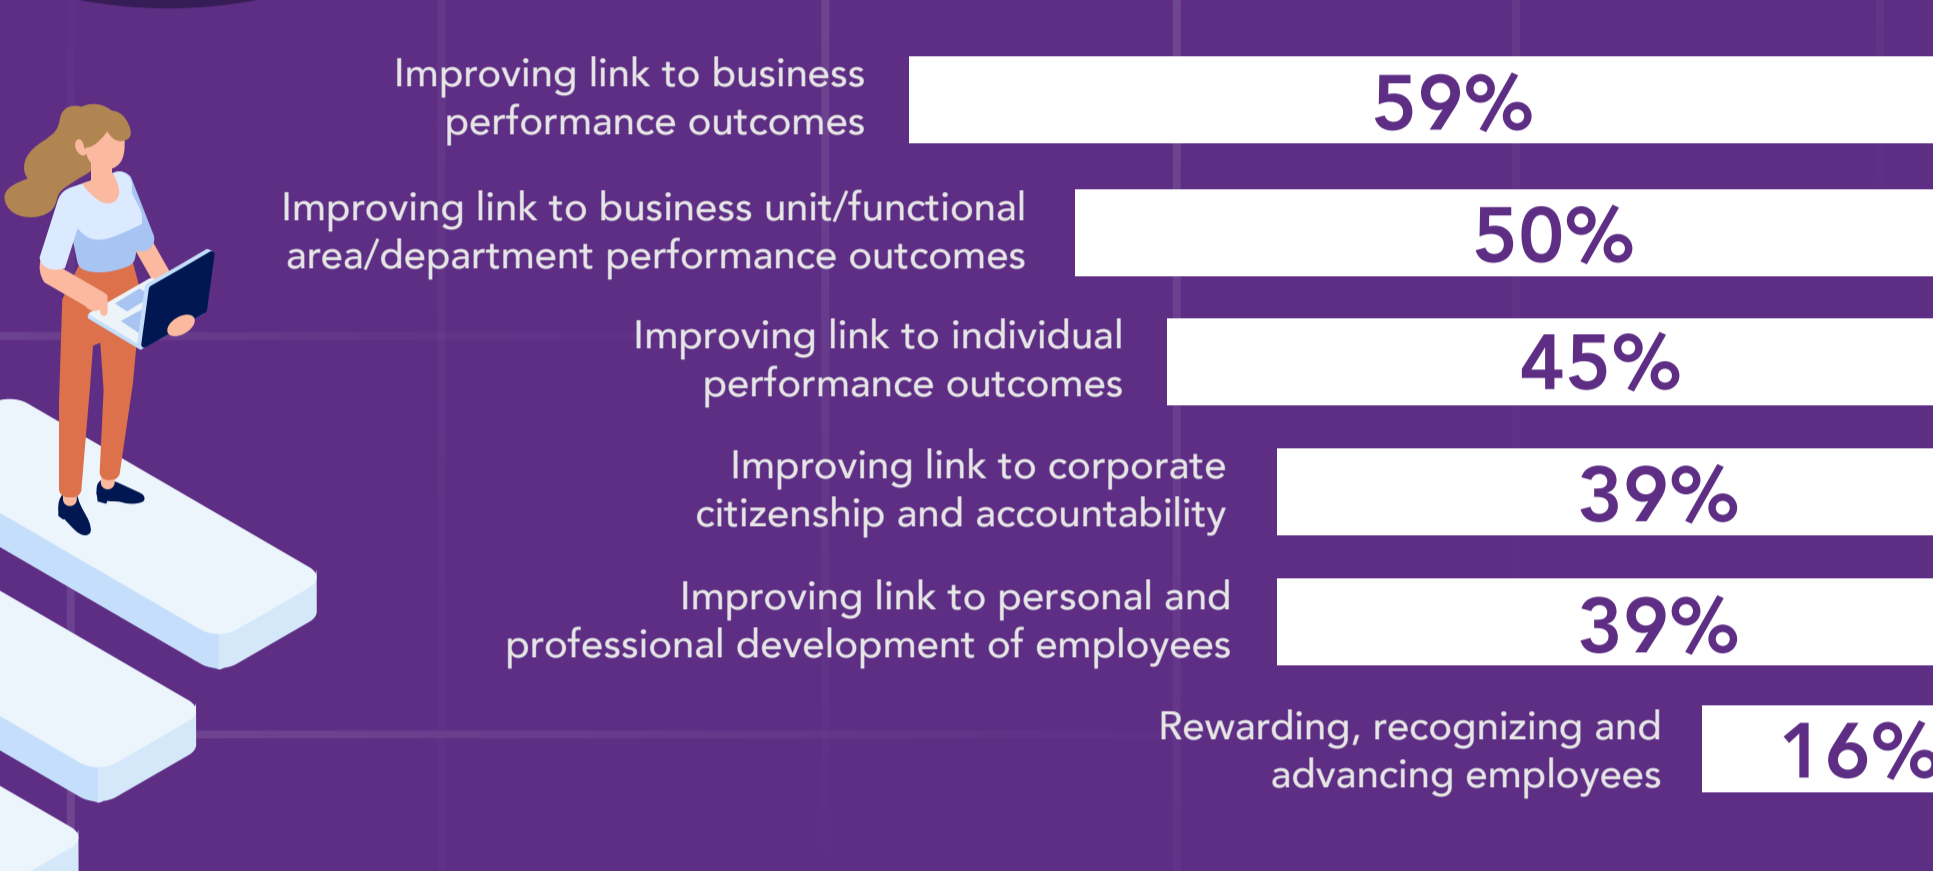 Improving link to business
performance outcomes
59%
Improving link to business unit/functional
area/department performance outcomes
50%
Improving link to individual
performance outcomes
45%
Improving link to corporate
citizenship and accountability
39%
Improving link to personal and
professional development of employees
39%
Rewarding, recognizing and
advancing employees
16%